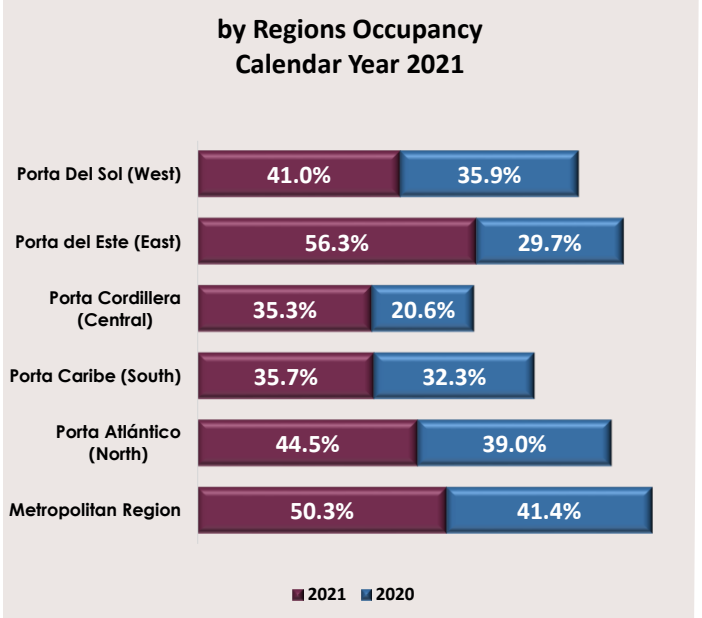 by Regions Occupancy
Calendar Year 2021
Porta Del Sol (West)
41.0%
35.9%
Porta del Este (East)
56.3%
29.7%
Porta Cordillera
(Central)
35.3%
20.6%
Porta Caribe (South)
35.7%
32.3%
Porta Atlántico
(North)
44.5%
39.0%
Metropolitan Region
50.3%
41.4%
2021 2020